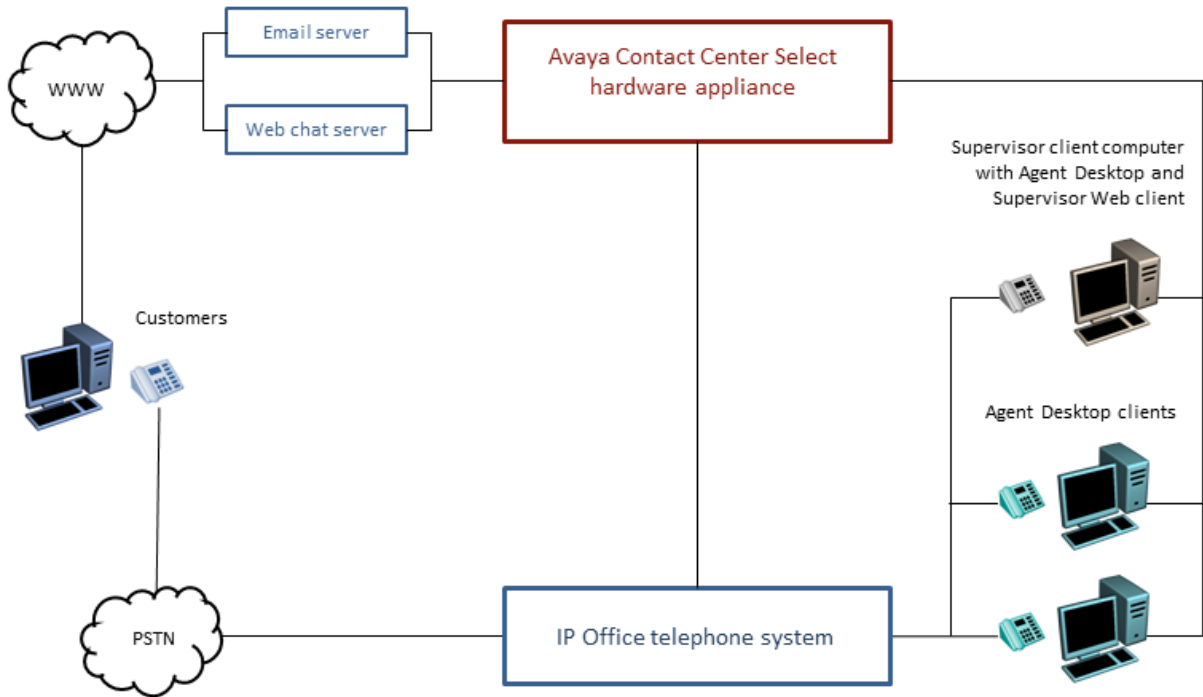 Email server
WWW
Web chat server
Avaya Contact Center Select
hardware appliance
Supervisor client computer
with Agent Desktop and
Supervisor Web client
Customers
Agent Desktop clients
PSTN
IP Office telephone system